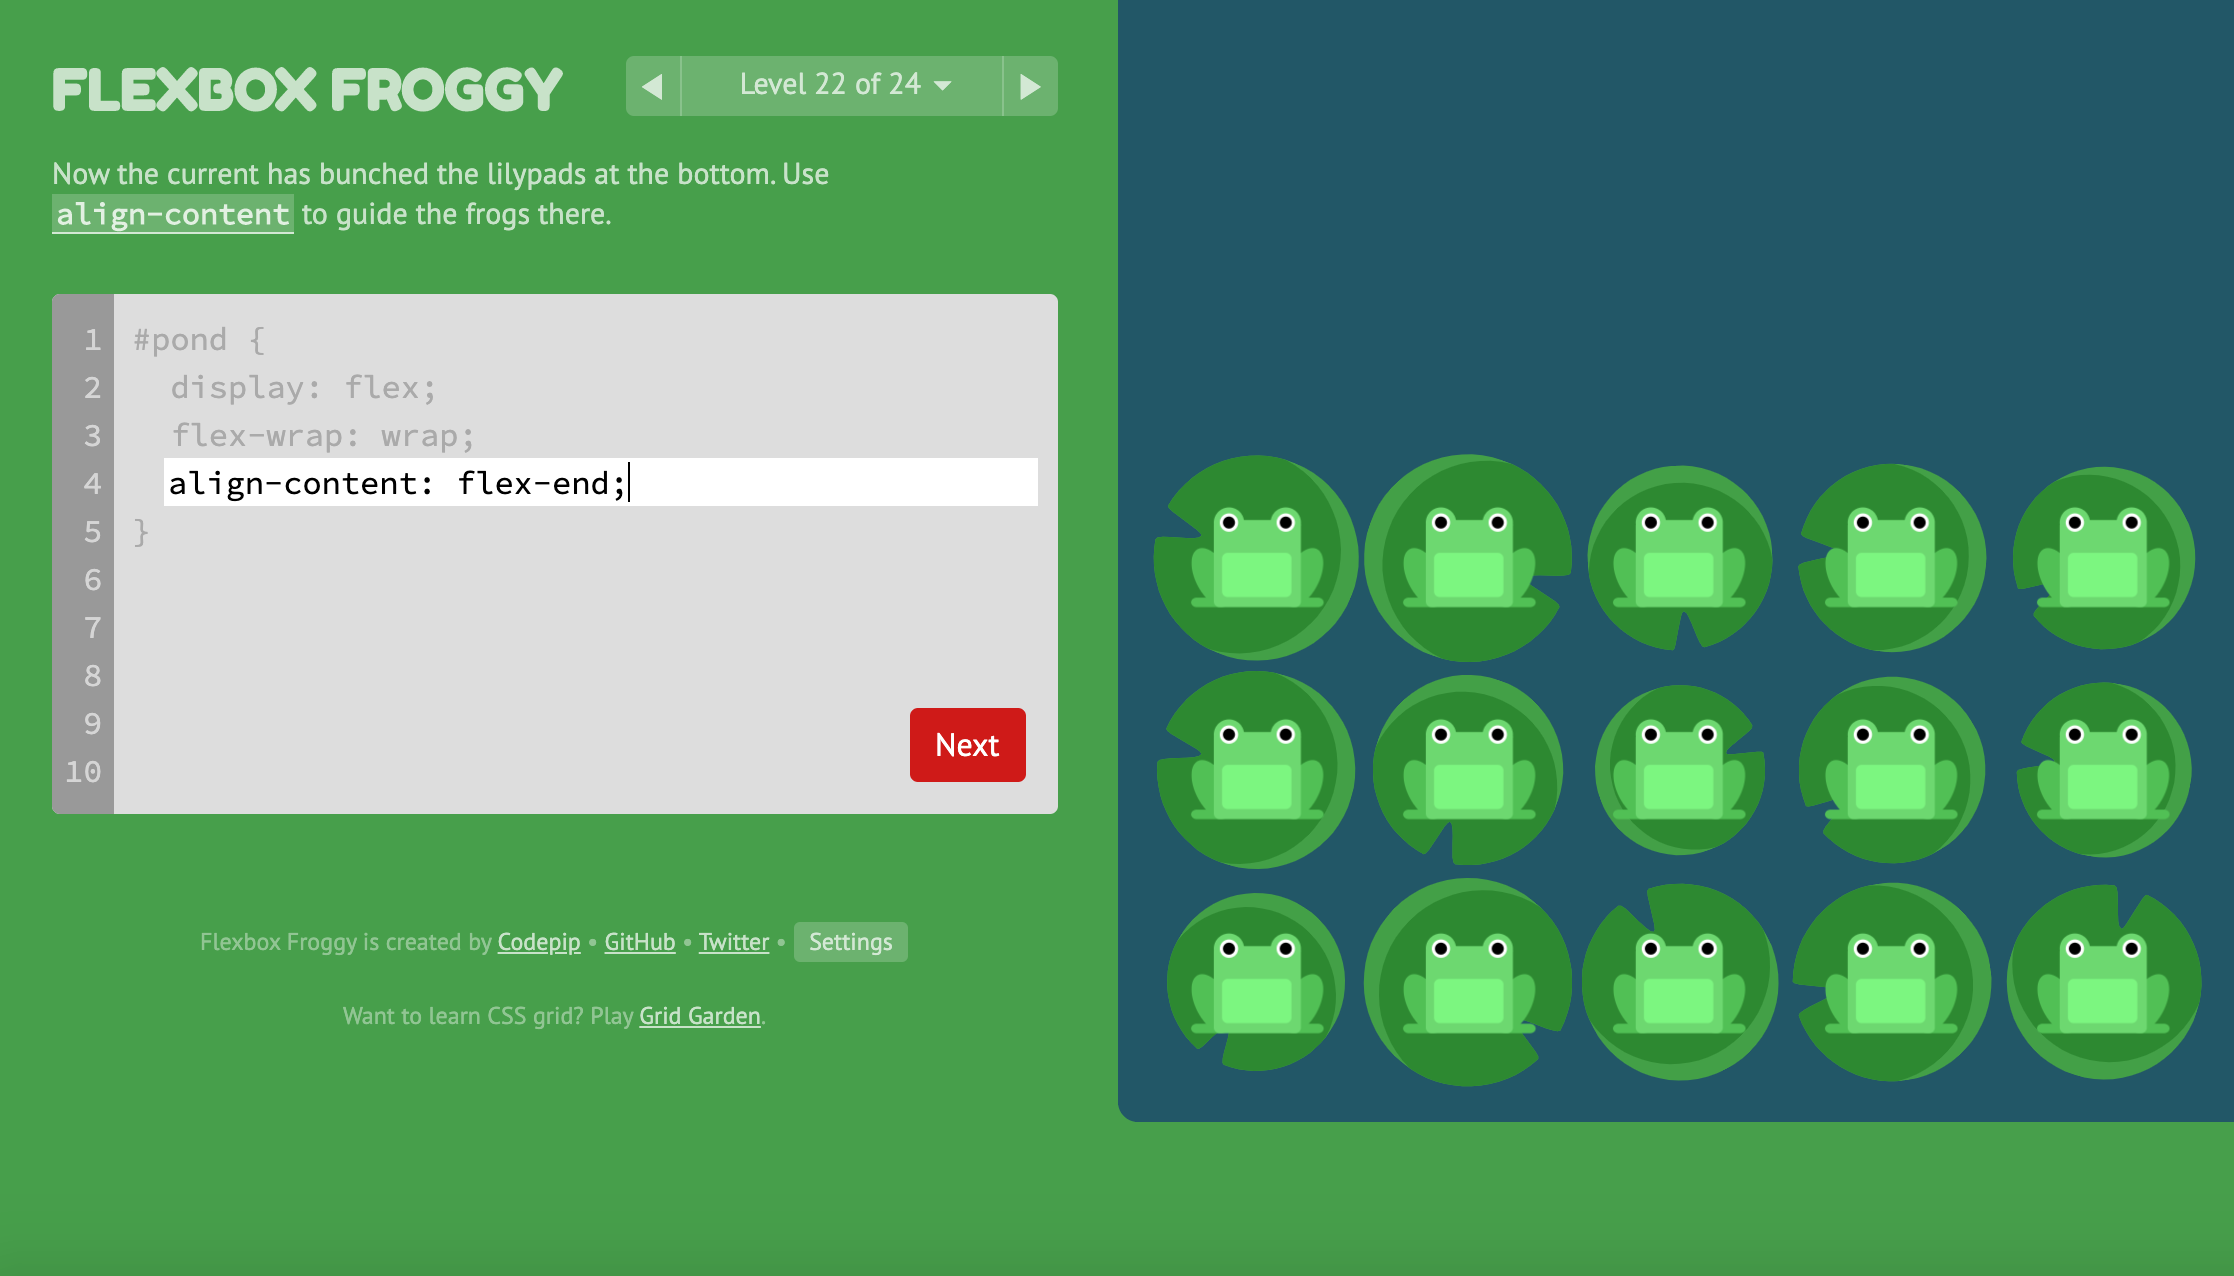 FLEXBOX FROGGY
Level 22 of 24
Now the current has bunched the lilypads at the bottom. Use
align-content to guide the frogs there.
1 #pond {
2 display: flex;
3 flex-wrap: wrap;
4 align-content: flex-end;
5 }
6
7
8
9
10
Next
Flexbox Froggy is created by Codepip • GitHub • Twitter • Settings
Want to learn CSS grid? Play Grid Garden.